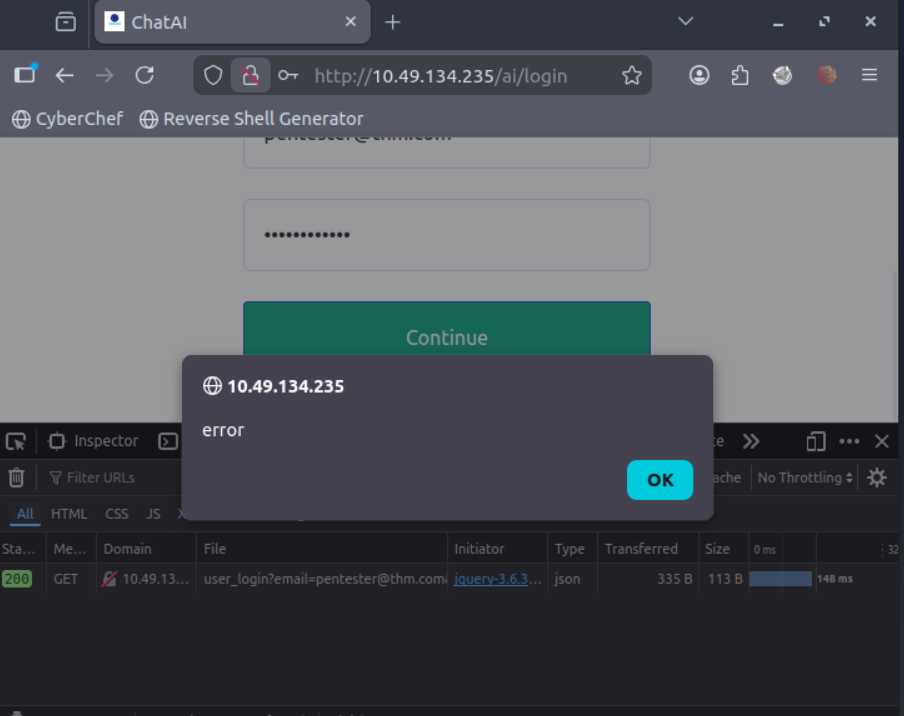 ChatAI
http://10.49.134.235/ai/login
CyberChef Reverse Shell Generator
pentester@thm.com
Continue
10.49.134.235
error
OK
Inspector
Filter URLs
No Throttling
All HTML CSS JS
Sta... Me... Domain File Initiator Type Transferred Size 0 ms 32
200 GET 10.49.13... user_login?email=pentester@thm.com jquery-3.6.3... json 335 B 113 B 148 ms